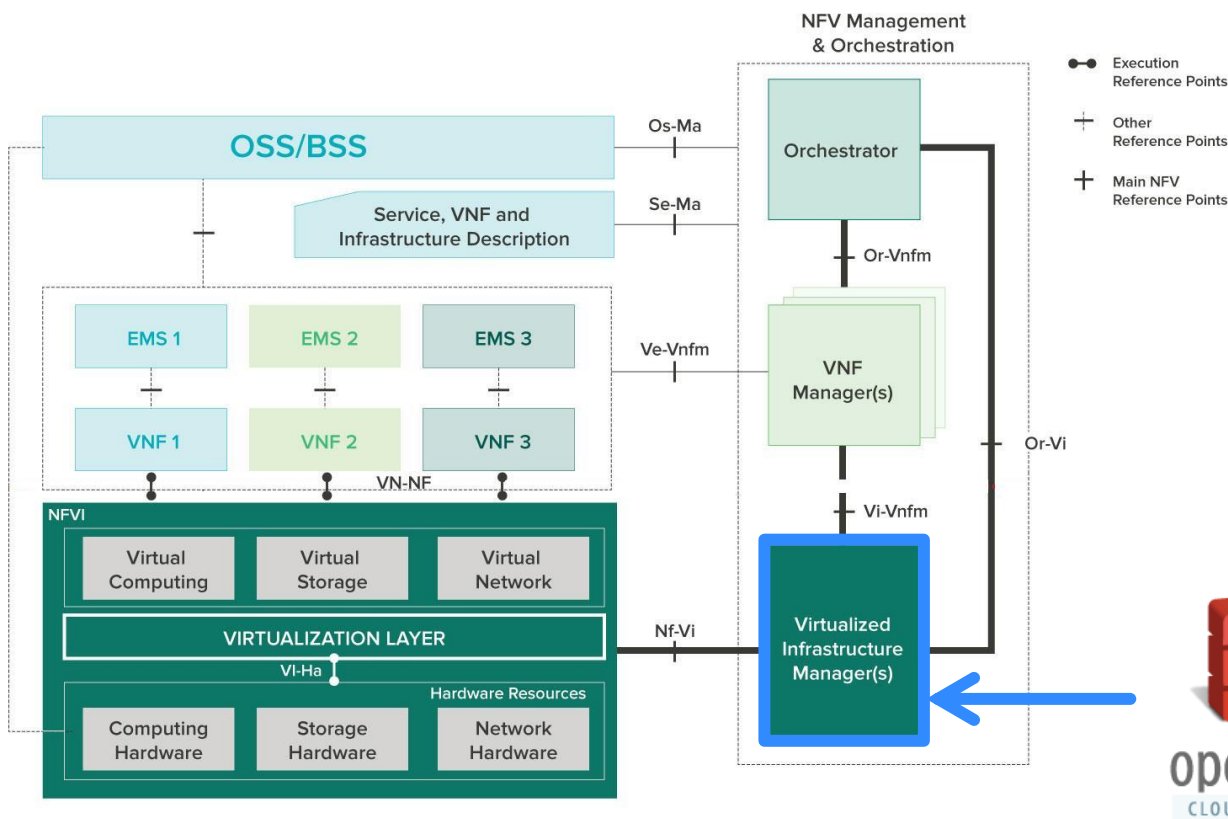 NFV Management
& Orchestration
Execution
Reference Points
Other
Reference Points
Main NFV
Reference Points
OSS/BSS
Os-Ma
Orchestrator
Service, VNF and
Infrastructure Description
Se-Ma
Or-Vnfm
EMS 1
EMS 2
EMS 3
Ve-Vnfm
VNF
Manager(s)
VNF 1
VNF 2
VNF 3
Or-Vi
VN-NF
NFVI
Vi-Vnfm
Virtual
Computing
Virtual
Storage
Virtual
Network
VIRTUALIZATION LAYER
Nf-Vi
Virtualized
Infrastructure
Manager(s)
VI-Ha
Hardware Resources
Computing
Hardware
Storage
Hardware
Network
Hardware